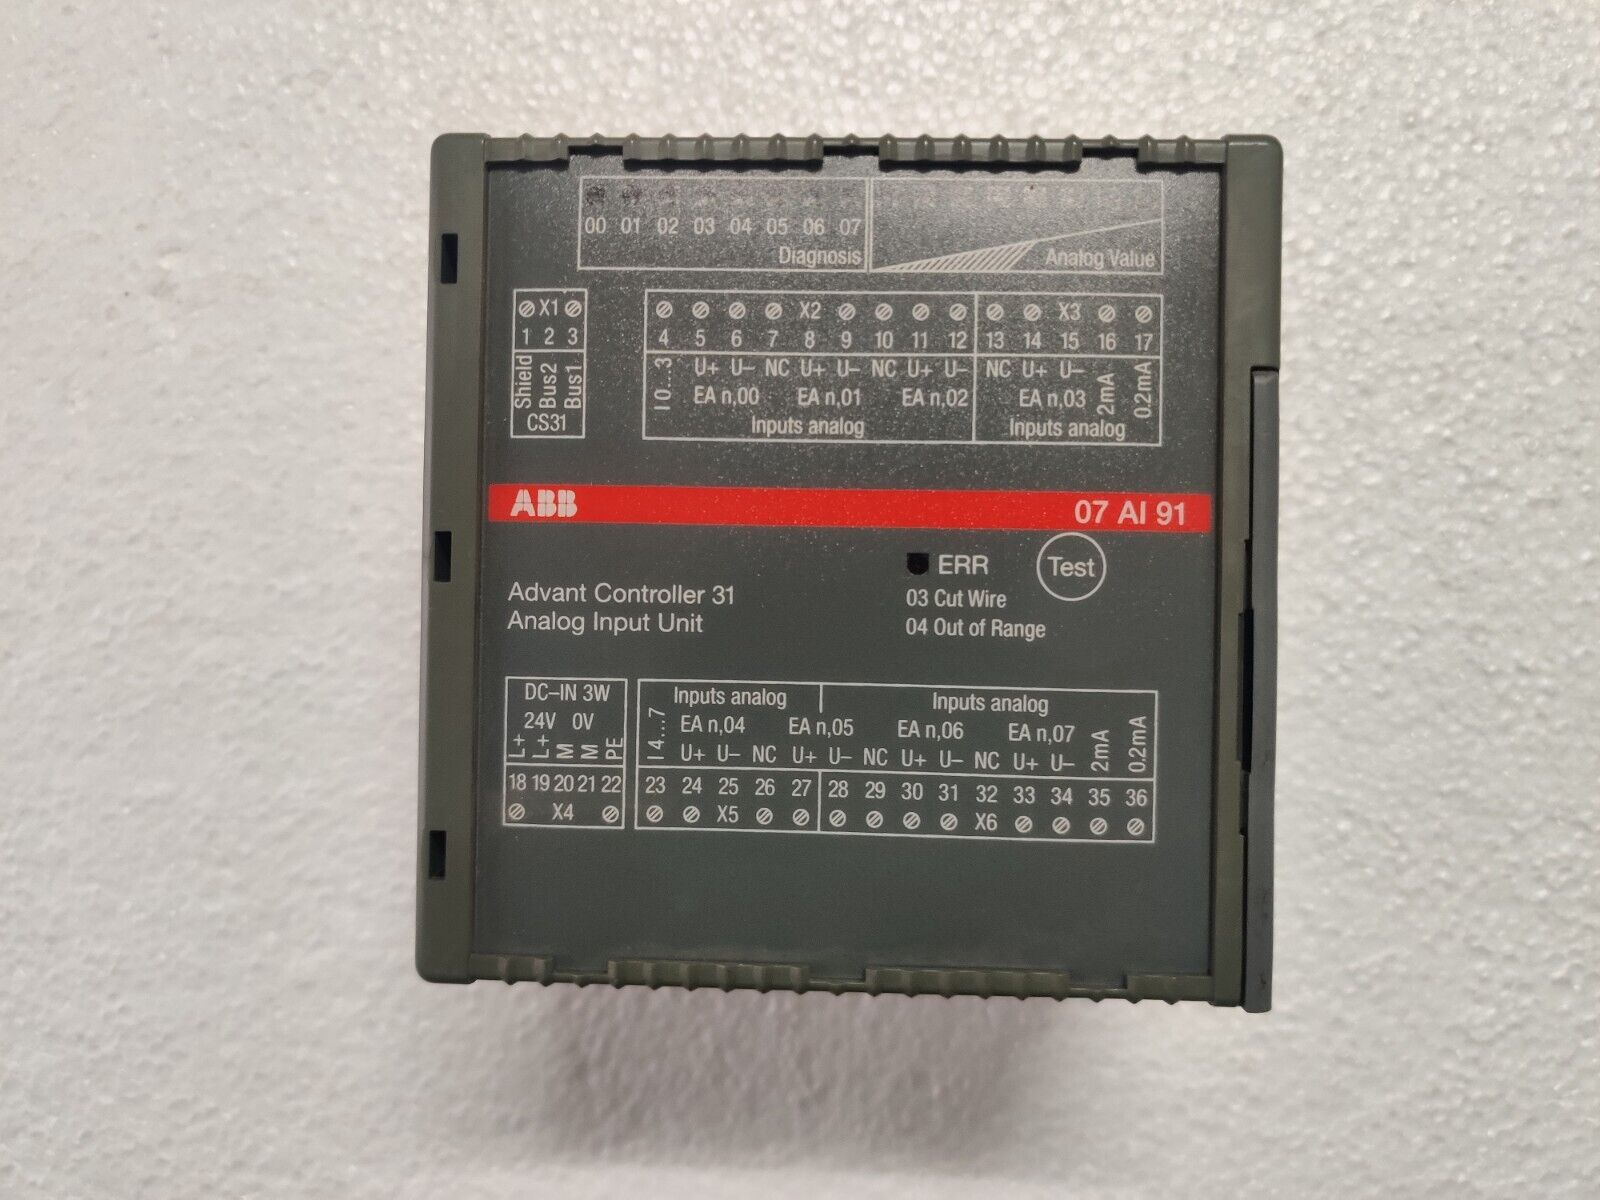 00 01 02 03 04 05 06 07
Diagnosis Analog Value
X1 X2 X3
1 2 3 4 5 6 7 8 9 10 11 12 13 14 15 16 17
Shield Bus2 Bus1 I 0...3 U+ U– NC U+ U– NC U+ U– NC U+ U– 2mA 0.2mA
EA n,00 EA n,01 EA n,02 EA n,03
CS31 Inputs analog Inputs analog
ABB 07 AI 91
ERR Test
Advant Controller 31 03 Cut Wire
Analog Input Unit 04 Out of Range
DC–IN 3W Inputs analog Inputs analog
24V 0V EA n,04 EA n,05 EA n,06 EA n,07
L+ L+ M M PE I 4...7 U+ U– NC U+ U– NC U+ U– NC U+ U– 2mA 0.2mA
18 19 20 21 22 23 24 25 26 27 28 29 30 31 32 33 34 35 36
X4 X5 X6